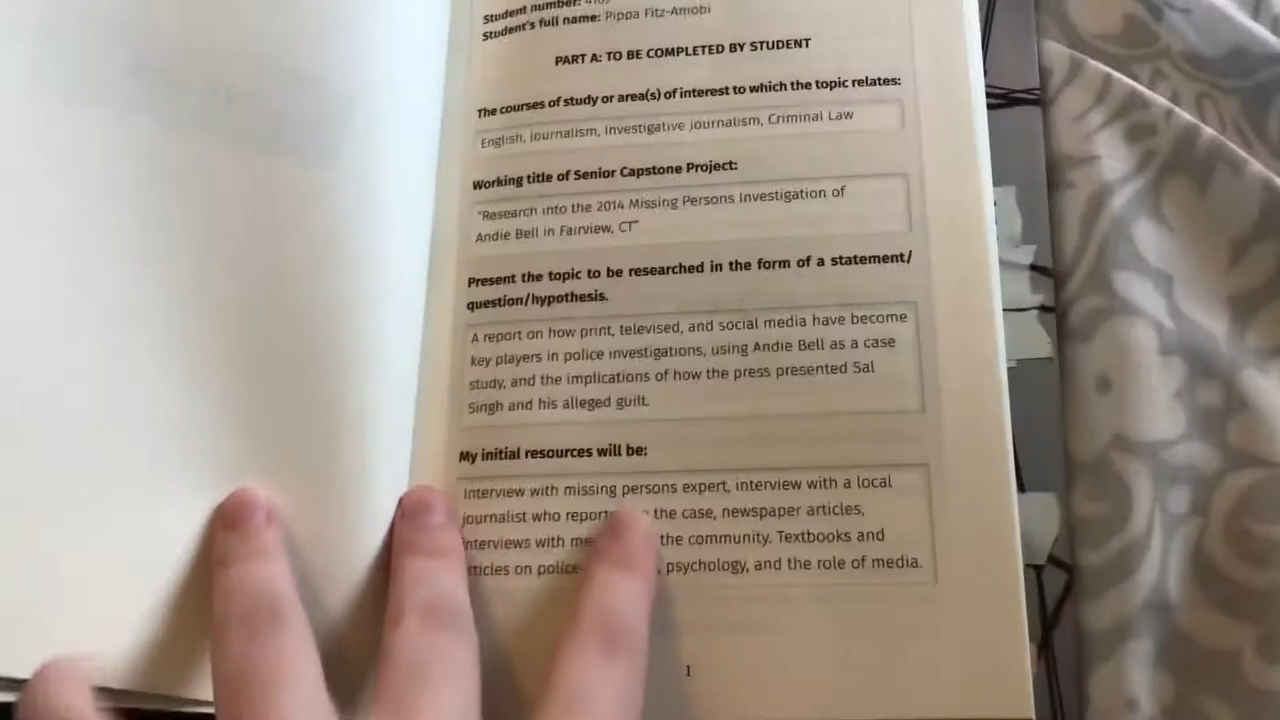 Student number:
Student's full name: Pippa Fitz-Amobi
PART A: TO BE COMPLETED BY STUDENT
The courses of study or area(s) of interest to which the topic relates:
English, Journalism, Investigative Journalism, Criminal Law
Working title of Senior Capstone Project:
"Research into the 2014 Missing Persons Investigation of
Andie Bell in Fairview, CT"
Present the topic to be researched in the form of a statement/
question/hypothesis.
A report on how print, televised, and social media have become
key players in police investigations, using Andie Bell as a case
study, and the implications of how the press presented Sal
Singh and his alleged guilt.
My initial resources will be:
Interview with missing persons expert, interview with a local
journalist who the case, newspaper articles,
interviews with the community. Textbooks and
articles on police psychology, and the role of media.
1